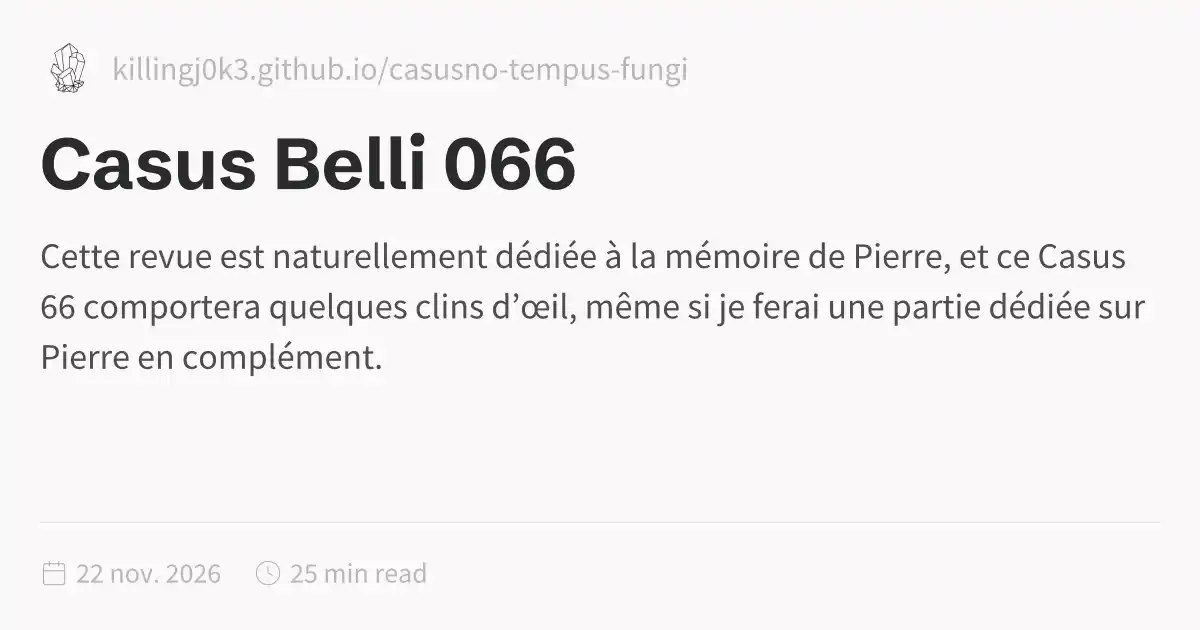 killingj0k3.github.io/casusno-tempus-fungi
Casus Belli 066
Cette revue est naturellement dédiée à la mémoire de Pierre, et ce Casus
66 comportera quelques clins d’œil, même si je ferai une partie dédiée sur
Pierre en complément.
22 nov. 2026 25 min read